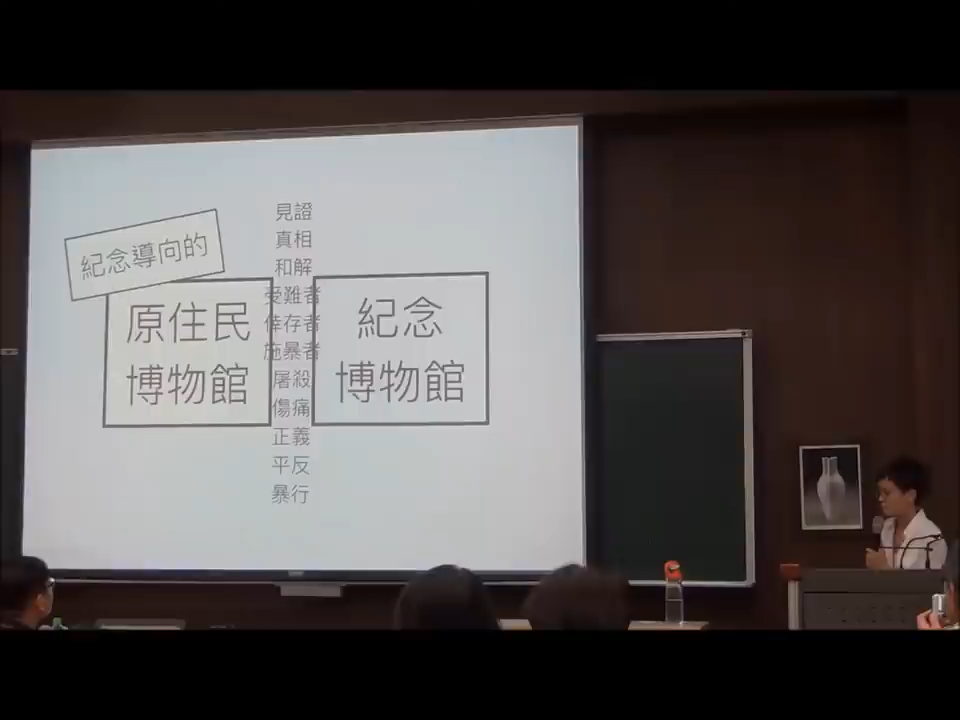 紀念導向的
原住民
博物館
見證
真相
和解
受難者
倖存者
施暴者
屠殺
傷痛
正義
平反
暴行
紀念
博物館